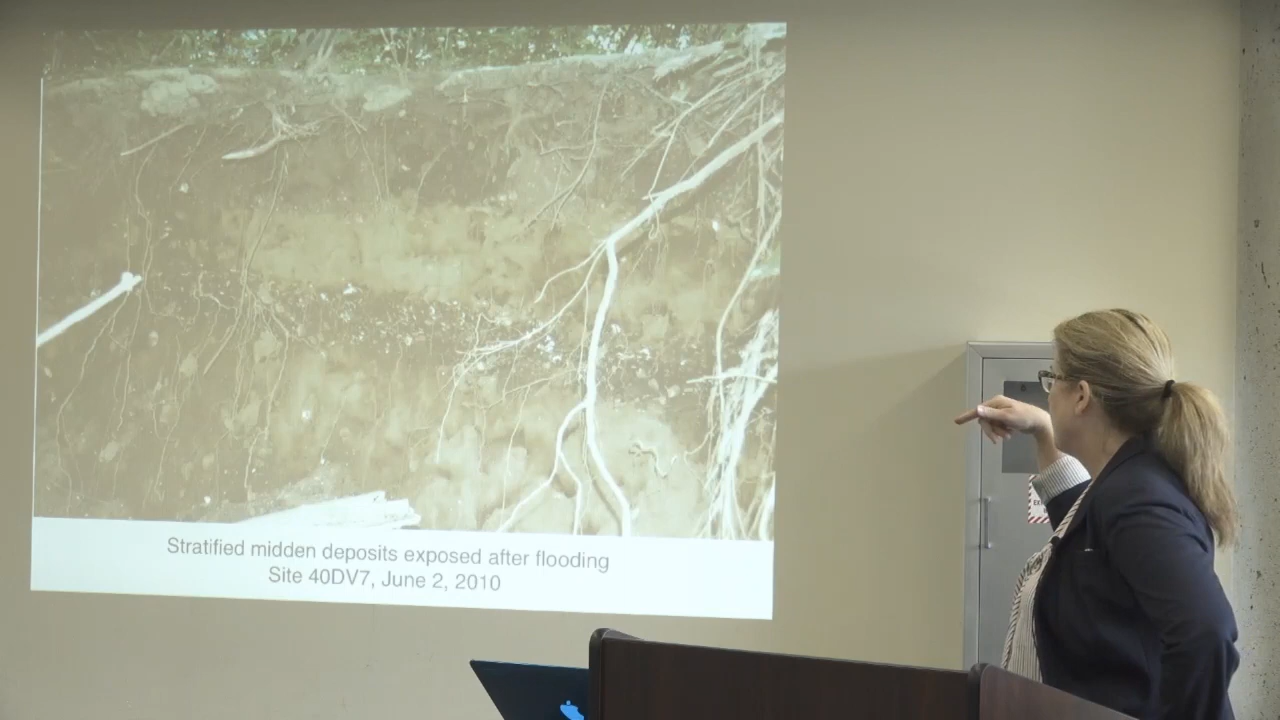 Stratified midden deposits exposed after flooding
Site 40DV7, June 2, 2010